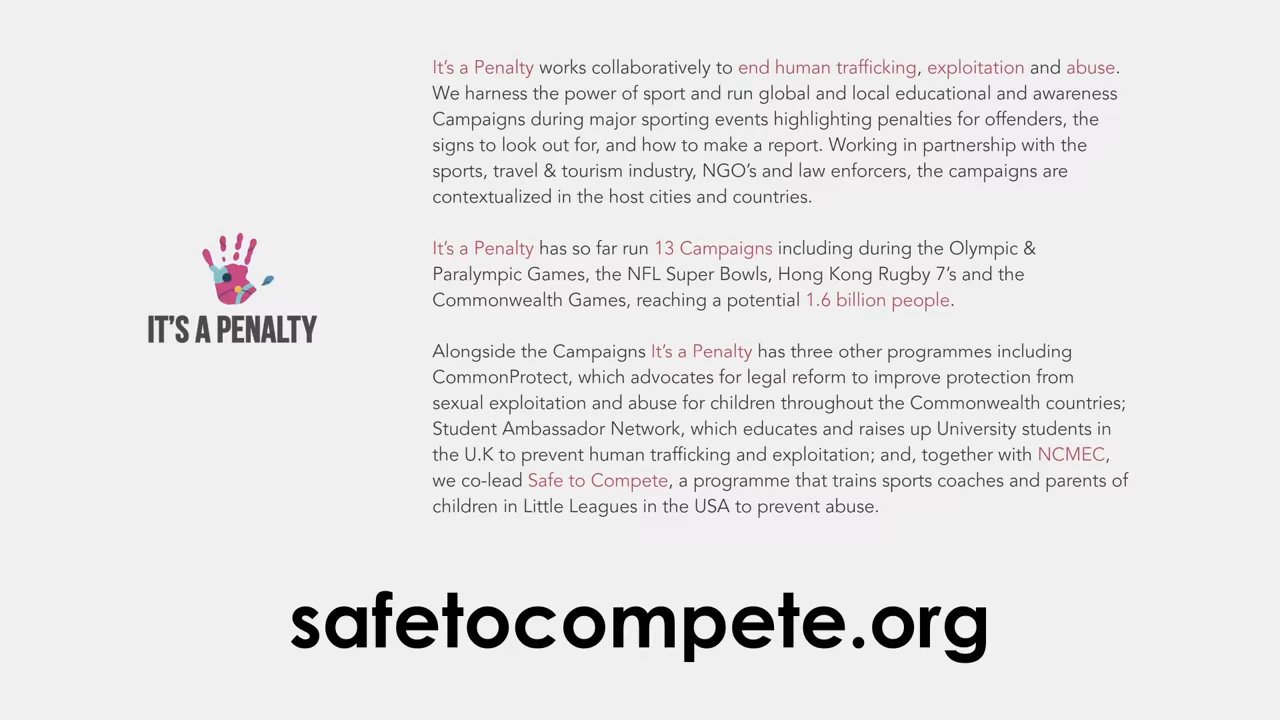 It's a Penalty works collaboratively to end human trafficking, exploitation and abuse.
We harness the power of sport and run global and local educational and awareness
Campaigns during major sporting events highlighting penalties for offenders, the
signs to look out for, and how to make a report. Working in partnership with the
sports, travel & tourism industry, NGO's and law enforcers, the campaigns are
contextualized in the host cities and countries.
It's a Penalty has so far run 13 Campaigns including during the Olympic &
Paralympic Games, the NFL Super Bowls, Hong Kong Rugby 7's and the
Commonwealth Games, reaching a potential 1.6 billion people.
IT'S A PENALTY
Alongside the Campaigns It's a Penalty has three other programmes including
CommonProtect, which advocates for legal reform to improve protection from
sexual exploitation and abuse for children throughout the Commonwealth countries;
Student Ambassador Network, which educates and raises up University students in
the U.K to prevent human trafficking and exploitation; and, together with NCMEC,
we co-lead Safe to Compete, a programme that trains sports coaches and parents of
children in Little Leagues in the USA to prevent abuse.
safetocompete.org